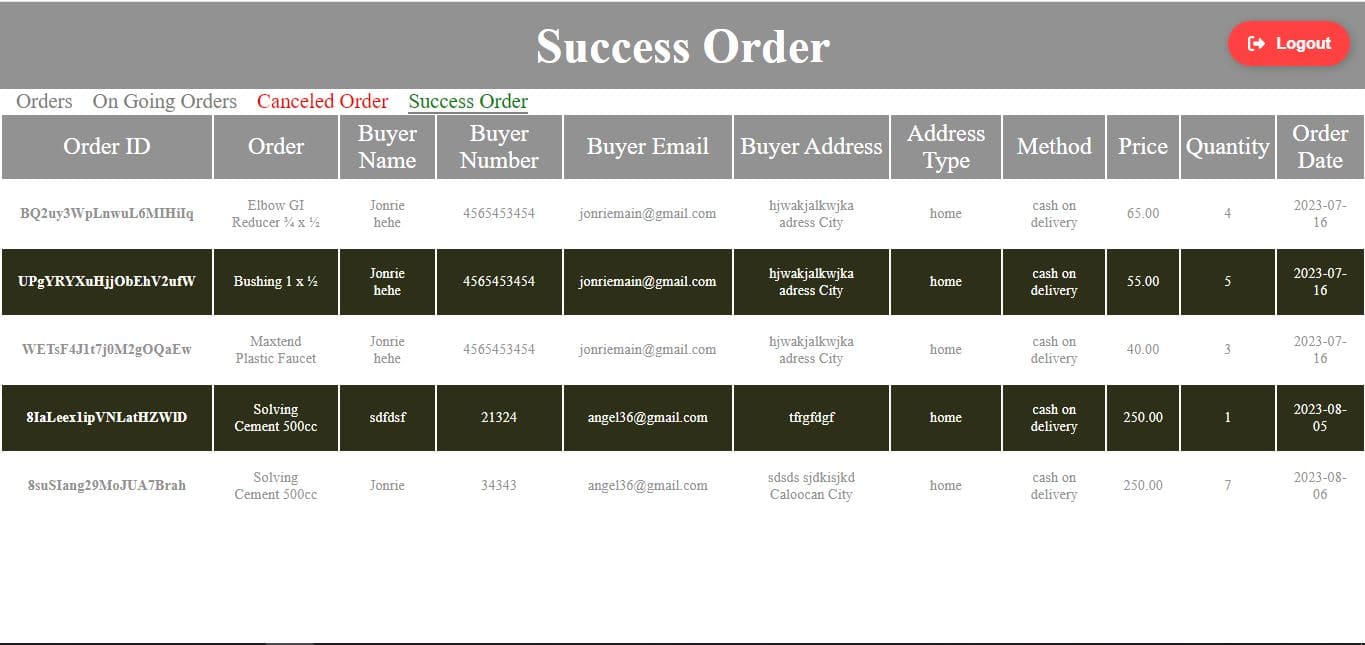 Success Order
Logout
Orders On Going Orders Canceled Order Success Order
Order ID Order Buyer Name Buyer Number Buyer Email Buyer Address Address Type Method Price Quantity Order Date
BQ2uy3WpLnwuL6MIHiIq Elbow GI Reducer ¾ x ½ Jonrie hehe 4565453454 jonriemain@gmail.com hjwakjalkwjka adress City home cash on delivery 65.00 4 2023-07-16
UPgYRYXuHjjObEhV2ufW Bushing 1 x ½ Jonrie hehe 4565453454 jonriemain@gmail.com hjwakjalkwjka adress City home cash on delivery 55.00 5 2023-07-16
WETsF4J1t7j0M2gOQaEw Maxtend Plastic Faucet Jonrie hehe 4565453454 jonriemain@gmail.com hjwakjalkwjka adress City home cash on delivery 40.00 3 2023-07-16
8IaLeex1ipVNLatHZWlD Solving Cement 500cc sdfdsf 21324 angel36@gmail.com tfrgfdgf home cash on delivery 250.00 1 2023-08-05
8suSIang29MoJUA7Brah Solving Cement 500cc Jonrie 34343 angel36@gmail.com sdsds sjdkisjkd Caloocan City home cash on delivery 250.00 7 2023-08-06